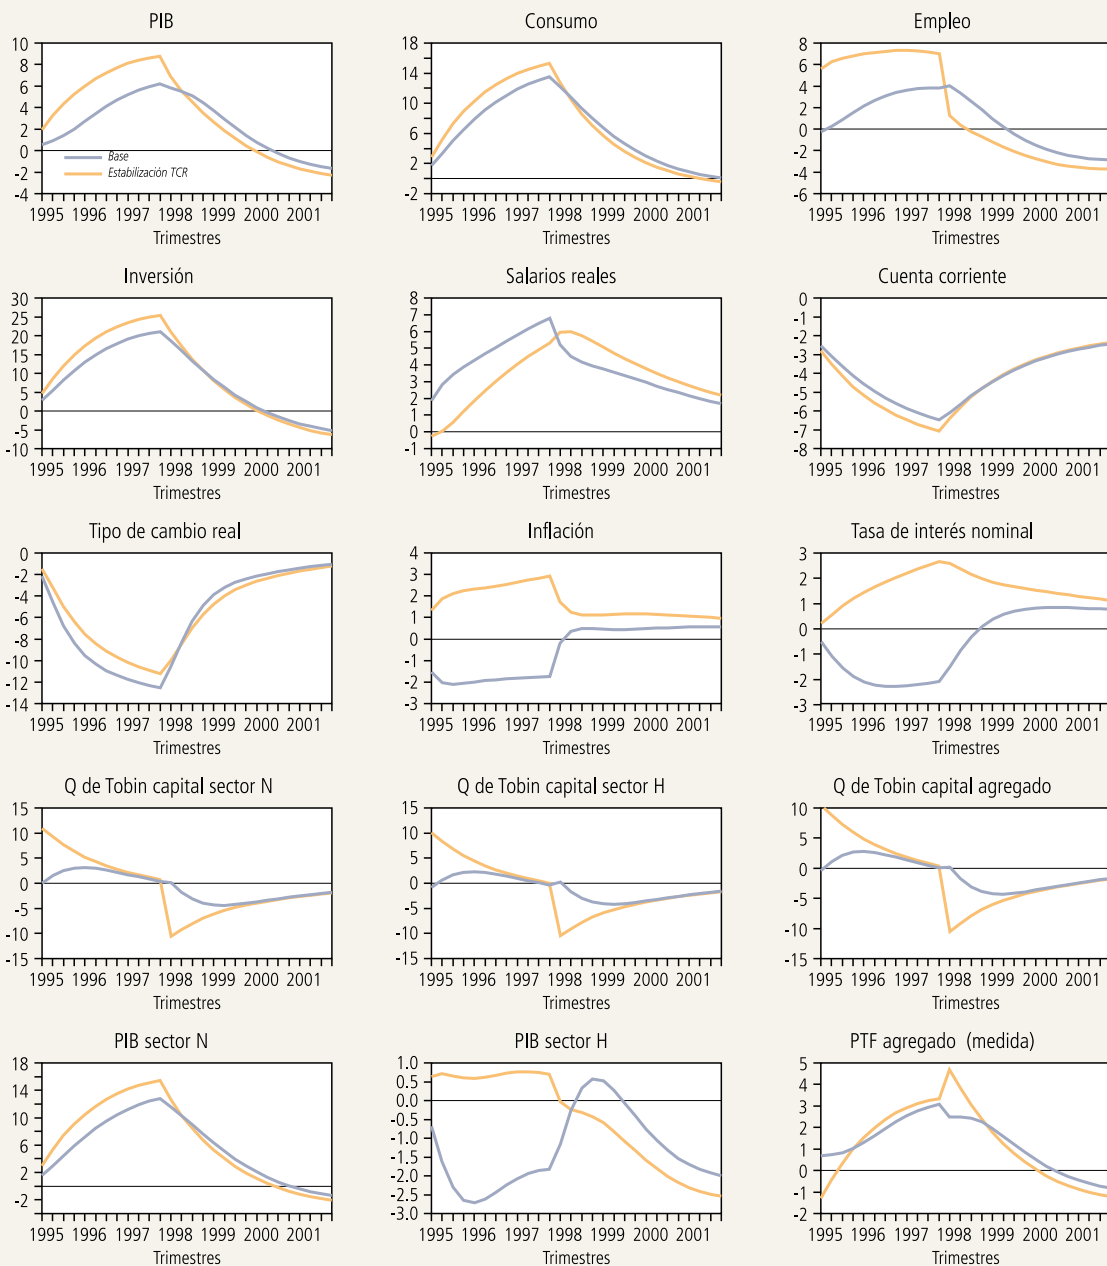 PIB
10
8
6
4
2
0
-2
-4
Base
Estabilización TCR
1995 1996 1997 1998 1999 2000 2001
Trimestres
Consumo
18
14
10
6
2
-2
1995 1996 1997 1998 1999 2000 2001
Trimestres
Empleo
8
6
4
2
0
-2
-4
-6
1995 1996 1997 1998 1999 2000 2001
Trimestres
Inversión
30
25
20
15
10
5
0
-5
-10
1995 1996 1997 1998 1999 2000 2001
Trimestres
Salarios reales
8
7
6
5
4
3
2
1
0
-1
1995 1996 1997 1998 1999 2000 2001
Trimestres
Cuenta corriente
0
-1
-2
-3
-4
-5
-6
-7
-8
1995 1996 1997 1998 1999 2000 2001
Trimestres
Tipo de cambio real
0
-2
-4
-6
-8
-10
-12
-14
1995 1996 1997 1998 1999 2000 2001
Trimestres
Inflación
4
3
2
1
0
-1
-2
-3
1995 1996 1997 1998 1999 2000 2001
Trimestres
Tasa de interés nominal
3
2
1
0
-1
-2
-3
1995 1996 1997 1998 1999 2000 2001
Trimestres
Q de Tobin capital sector N
15
10
5
0
-5
-10
-15
1995 1996 1997 1998 1999 2000 2001
Trimestres
Q de Tobin capital sector H
15
10
5
0
-5
-10
-15
1995 1996 1997 1998 1999 2000 2001
Trimestres
Q de Tobin capital agregado
10
5
0
-5
-10
-15
1995 1996 1997 1998 1999 2000 2001
Trimestres
PIB sector N
18
14
10
6
2
-2
1995 1996 1997 1998 1999 2000 2001
Trimestres
PIB sector H
1.0
0.5
0.0
-0.5
-1.0
-1.5
-2.0
-2.5
-3.0
1995 1996 1997 1998 1999 2000 2001
Trimestres
PTF agregado (medida)
5
4
3
2
1
0
-1
-2
1995 1996 1997 1998 1999 2000 2001
Trimestres